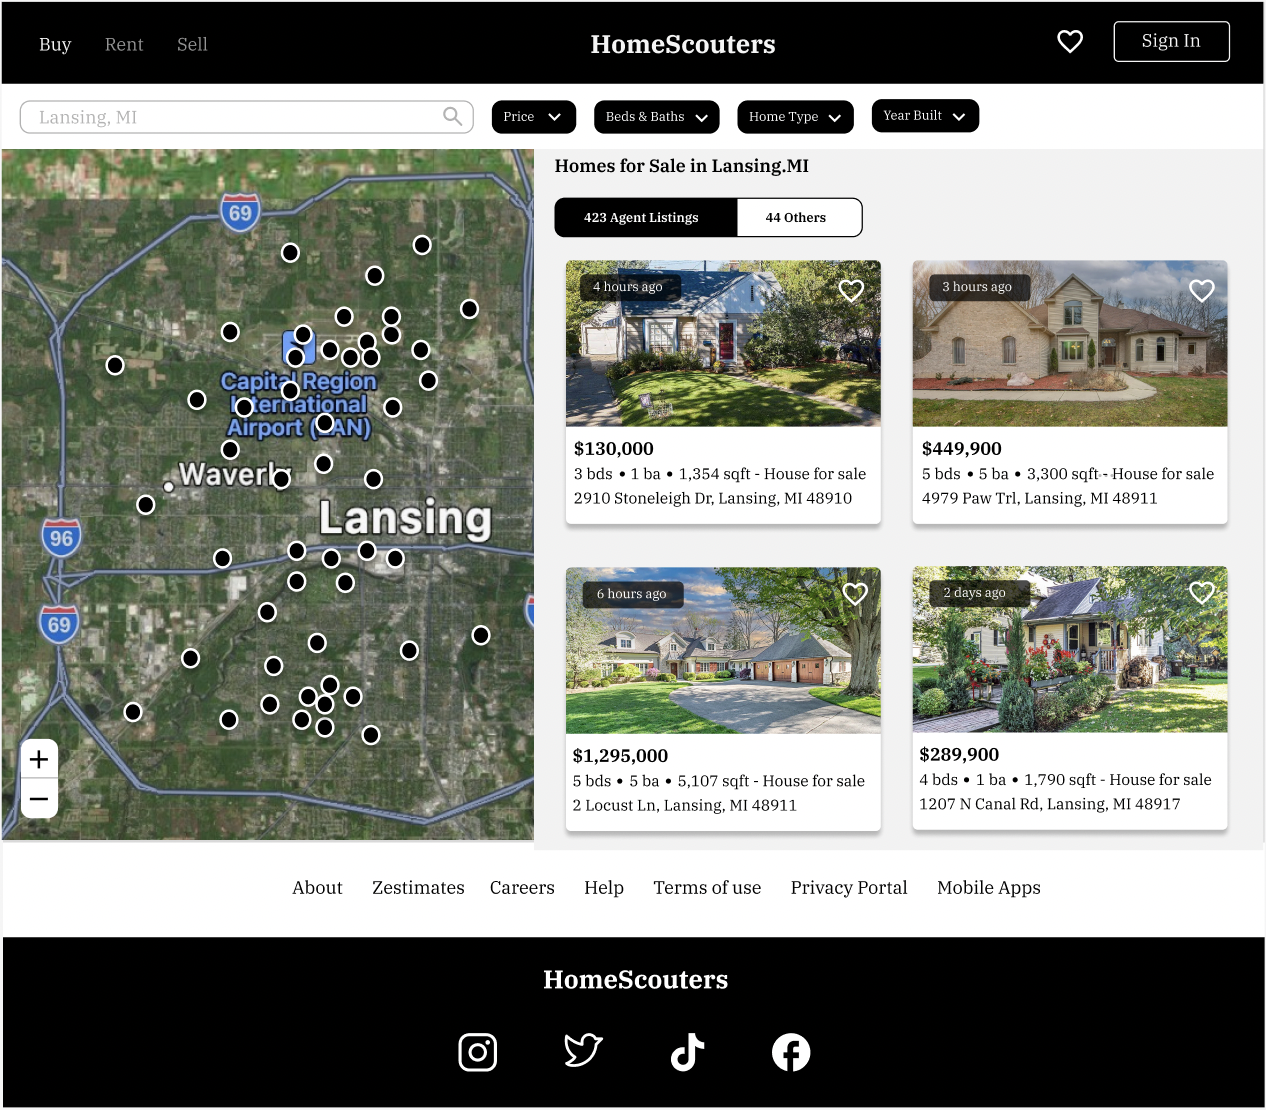 Buy Rent Sell HomeScouters Sign In
Lansing, MI Price Beds & Baths Home Type Year Built
Homes for Sale in Lansing.MI
423 Agent Listings 44 Others
69
Capital Region
International
Airport (LAN)
Waverly
Lansing
96
69
+
−
4 hours ago
$130,000
3 bds • 1 ba • 1,354 sqft - House for sale
2910 Stoneleigh Dr, Lansing, MI 48910
3 hours ago
$449,900
5 bds • 5 ba • 3,300 sqft - House for sale
4979 Paw Trl, Lansing, MI 48911
6 hours ago
$1,295,000
5 bds • 5 ba • 5,107 sqft - House for sale
2 Locust Ln, Lansing, MI 48911
2 days ago
$289,900
4 bds • 1 ba • 1,790 sqft - House for sale
1207 N Canal Rd, Lansing, MI 48917
About Zestimates Careers Help Terms of use Privacy Portal Mobile Apps
HomeScouters